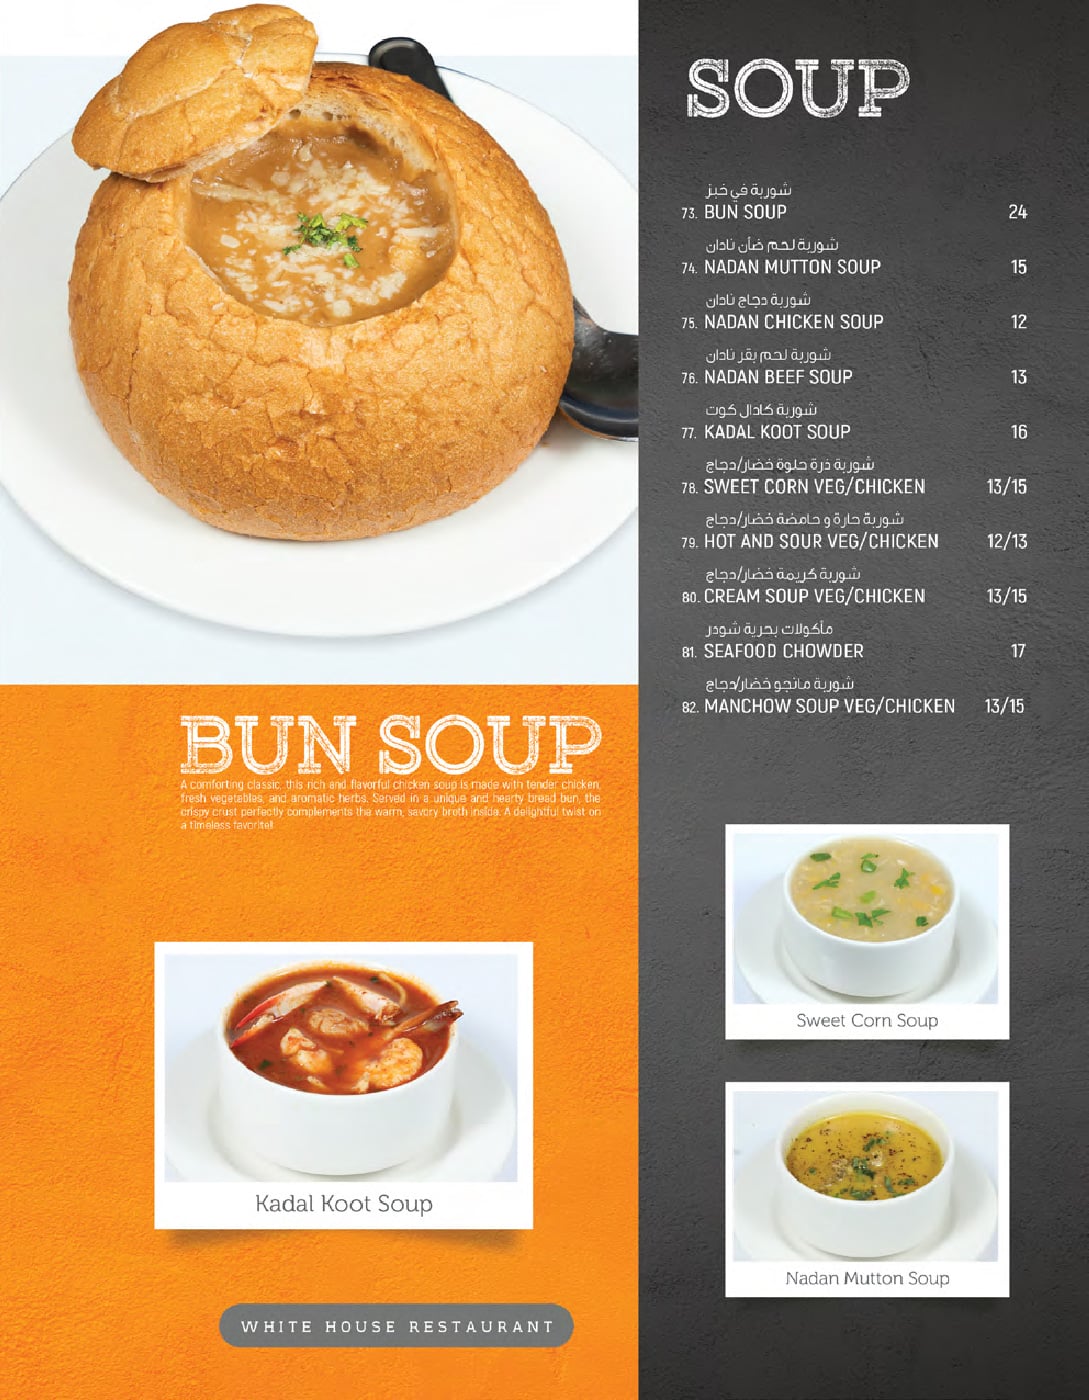 SOUP
شوربة في خبز
73. BUN SOUP 24
شوربة لحم ضأن نادان
74. NADAN MUTTON SOUP 15
شوربة دجاج نادان
75. NADAN CHICKEN SOUP 12
شوربة لحم بقر نادان
76. NADAN BEEF SOUP 13
شوربة كادال كوت
77. KADAL KOOT SOUP 16
شوربة ذرة حلوة خضار/دجاج
78. SWEET CORN VEG/CHICKEN 13/15
شوربة حارة و حامضة خضار/دجاج
79. HOT AND SOUR VEG/CHICKEN 12/13
شوربة كريمة خضار/دجاج
80. CREAM SOUP VEG/CHICKEN 13/15
مأكولات بحرية شودر
81. SEAFOOD CHOWDER 17
شوربة مانجو خضار/دجاج
82. MANCHOW SOUP VEG/CHICKEN 13/15
BUN SOUP
A comforting classic, this rich and flavorful chicken soup is made with tender chicken,
fresh vegetables, and aromatic herbs. Served in a unique and hearty bread bun, the
crispy crust perfectly complements the warm, savory broth inside. A delightful twist on
a timeless favorite!
Sweet Corn Soup
Kadal Koot Soup
Nadan Mutton Soup
WHITE HOUSE RESTAURANT